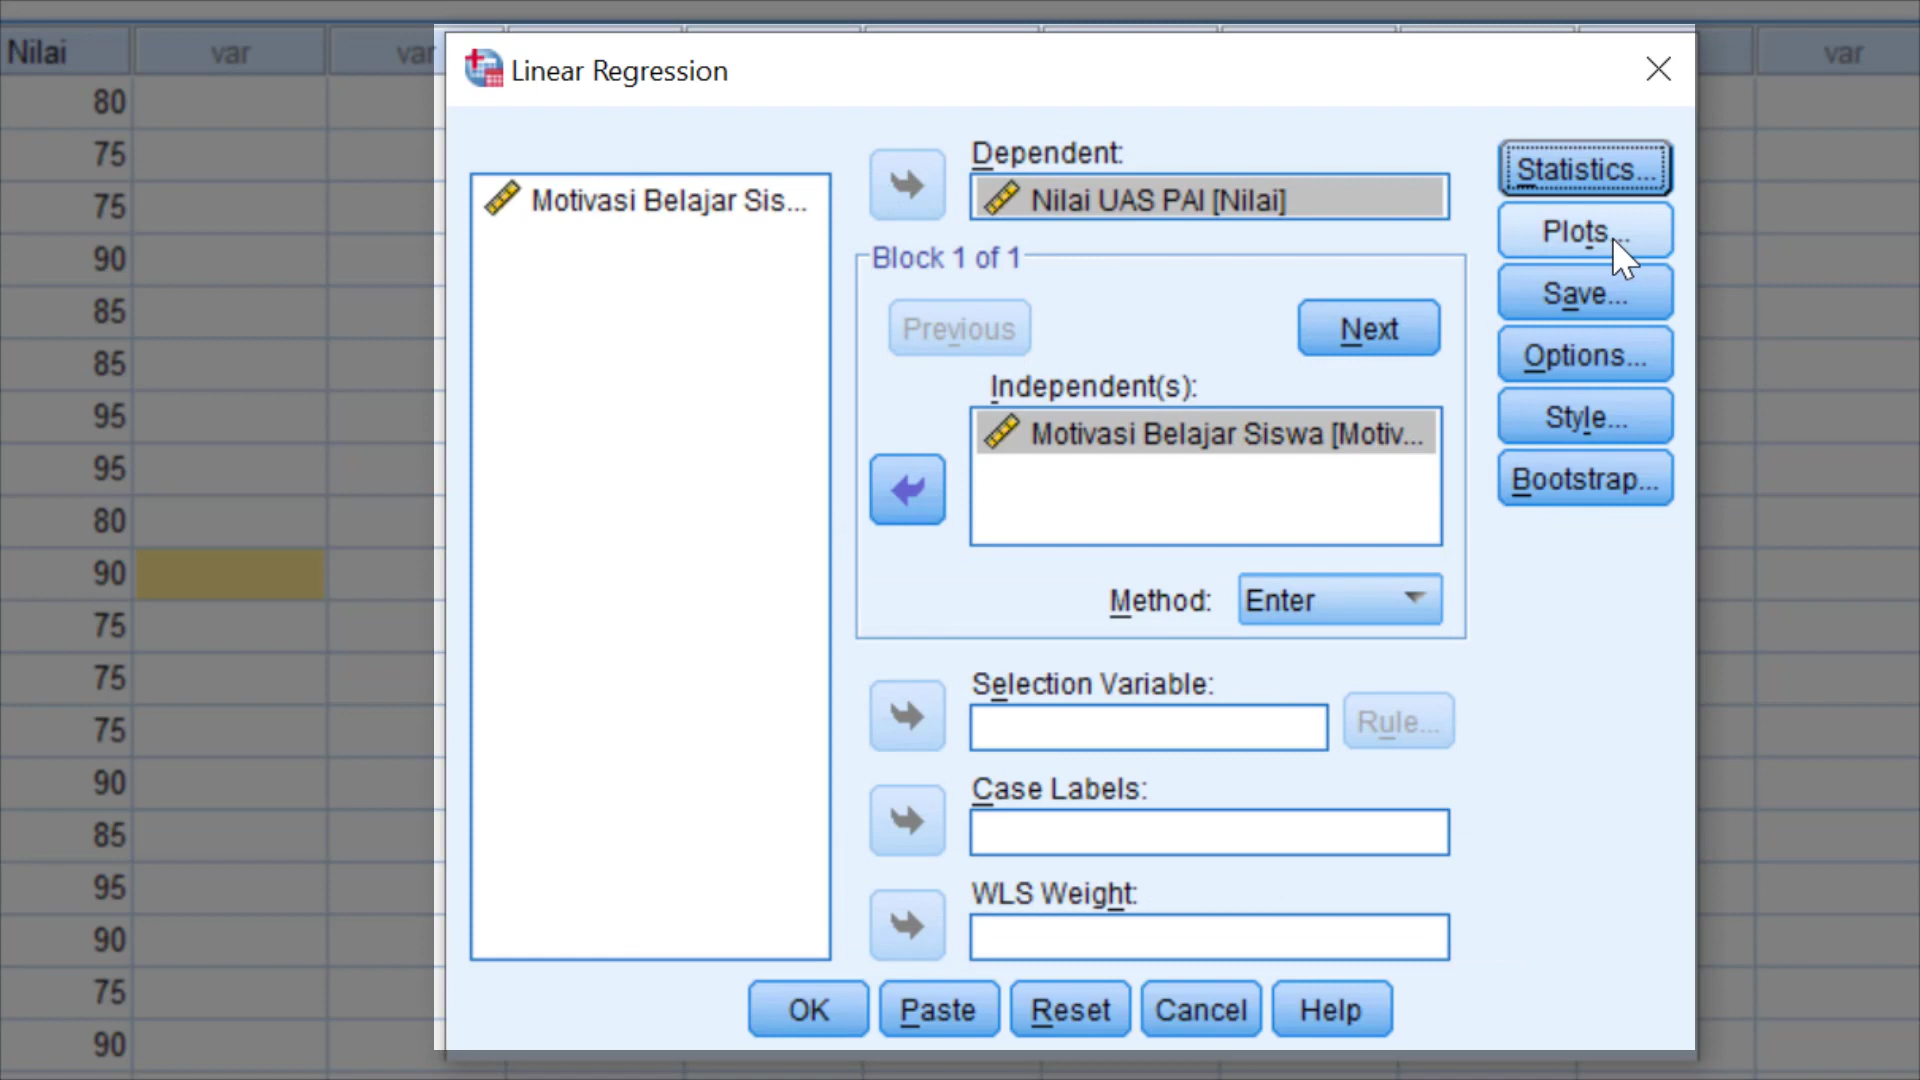 Nilai var var var
Linear Regression
80
75
75
90
85
85
95
95
80
90
75
75
75
90
85
95
90
75
90
Motivasi Belajar Sis...
Dependent:
Nilai UAS PAI [Nilai]
Block 1 of 1
Previous Next
Independent(s):
Motivasi Belajar Siswa [Motiv...
Method: Enter
Selection Variable:
Rule...
Case Labels:
WLS Weight:
Statistics...
Plots...
Save...
Options...
Style...
Bootstrap...
OK Paste Reset Cancel Help